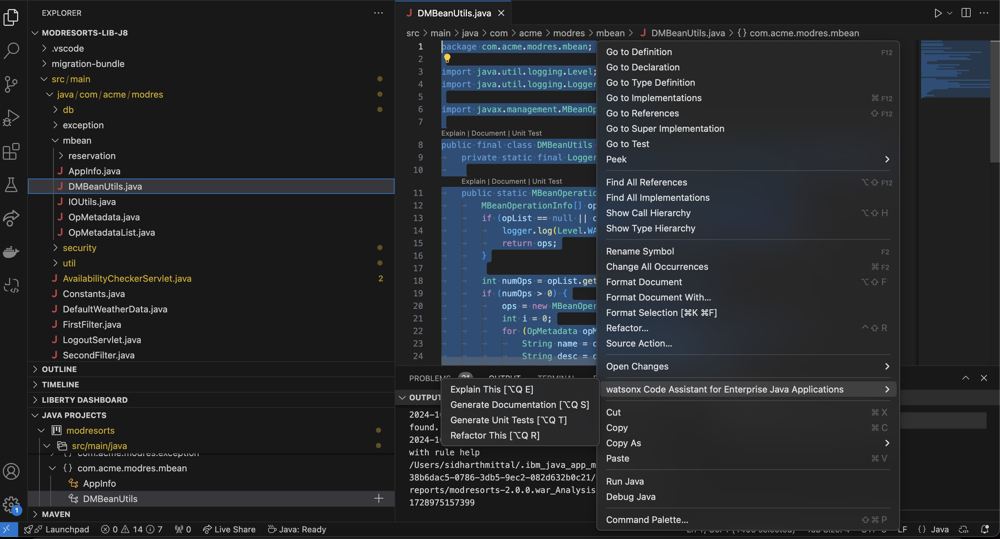 EXPLORER
MODRESORTS-LIB-J8
.vscode
migration-bundle
src/main
java/com/acme/modres
db
exception
mbean
reservation
AppInfo.java
DMBeanUtils.java
IOUtils.java
OpMetadata.java
OpMetadataList.java
security
util
AvailabilityCheckerServlet.java 2
Constants.java
DefaultWeatherData.java
FirstFilter.java
LogoutServlet.java
SecondFilter.java
OUTLINE
TIMELINE
LIBERTY DASHBOARD
JAVA PROJECTS
modresorts
src/main/java
com.acme.modres.exception
{} com.acme.modres.mbean
AppInfo
DMBeanUtils
MAVEN
DMBeanUtils.java
src > main > java > com > acme > modres > mbean > DMBeanUtils.java > {} com.acme.modres.mbean
1 package com.acme.modres.mbean;
2
3 import java.util.logging.Level;
4 import java.util.logging.Logger
5
6 import javax.management.MBeanOp
7
Explain | Document | Unit Test
8 public final class DMBeanUtils
9 private static final Logger
10
Explain | Document | Unit Test
11 public static MBeanOperatio
12 MBeanOperationInfo[] op
13 if (opList == null || o
14 logger.log(Level.WA
15 return ops;
16 }
17
18 int numOps = opList.get
19 if (numOps > 0) {
20 ops = new MBeanOper
21 int i = 0;
22 for (OpMetadata opM
23 String name = o
24 String desc = o
PROBLEMS 21 OUTPUT TERMINAL
OUTPUT
2024-1
found.
2024-1
with rule help
/Users/sidharthmittal/.ibm_java_app_m
38b6dac5-0786-3db5-9ec2-082d632b0c21/
reports/modresorts-2.0.0.war_Analysis
1728975157399
Explain This [⌥Q E]
Generate Documentation [⌥Q S]
Generate Unit Tests [⌥Q T]
Refactor This [⌥Q R]
Go to Definition F12
Go to Declaration
Go to Type Definition
Go to Implementations ⌘ F12
Go to References ⇧ F12
Go to Super Implementation
Go to Test
Peek
Find All References ⌥⇧ F12
Find All Implementations
Show Call Hierarchy ⌥⇧ H
Show Type Hierarchy
Rename Symbol F2
Change All Occurrences ⌘ F2
Format Document ⌥⇧ F
Format Document With...
Format Selection [⌘K ⌘F]
Refactor... ^⇧ R
Source Action...
Open Changes
watsonx Code Assistant for Enterprise Java Applications
Cut ⌘ X
Copy ⌘ C
Copy As
Paste ⌘ V
Run Java
Debug Java
Command Palette... ⇧⌘ P
1
Launchpad 0 14 7 0 Live Share Java: Ready LF {} Java